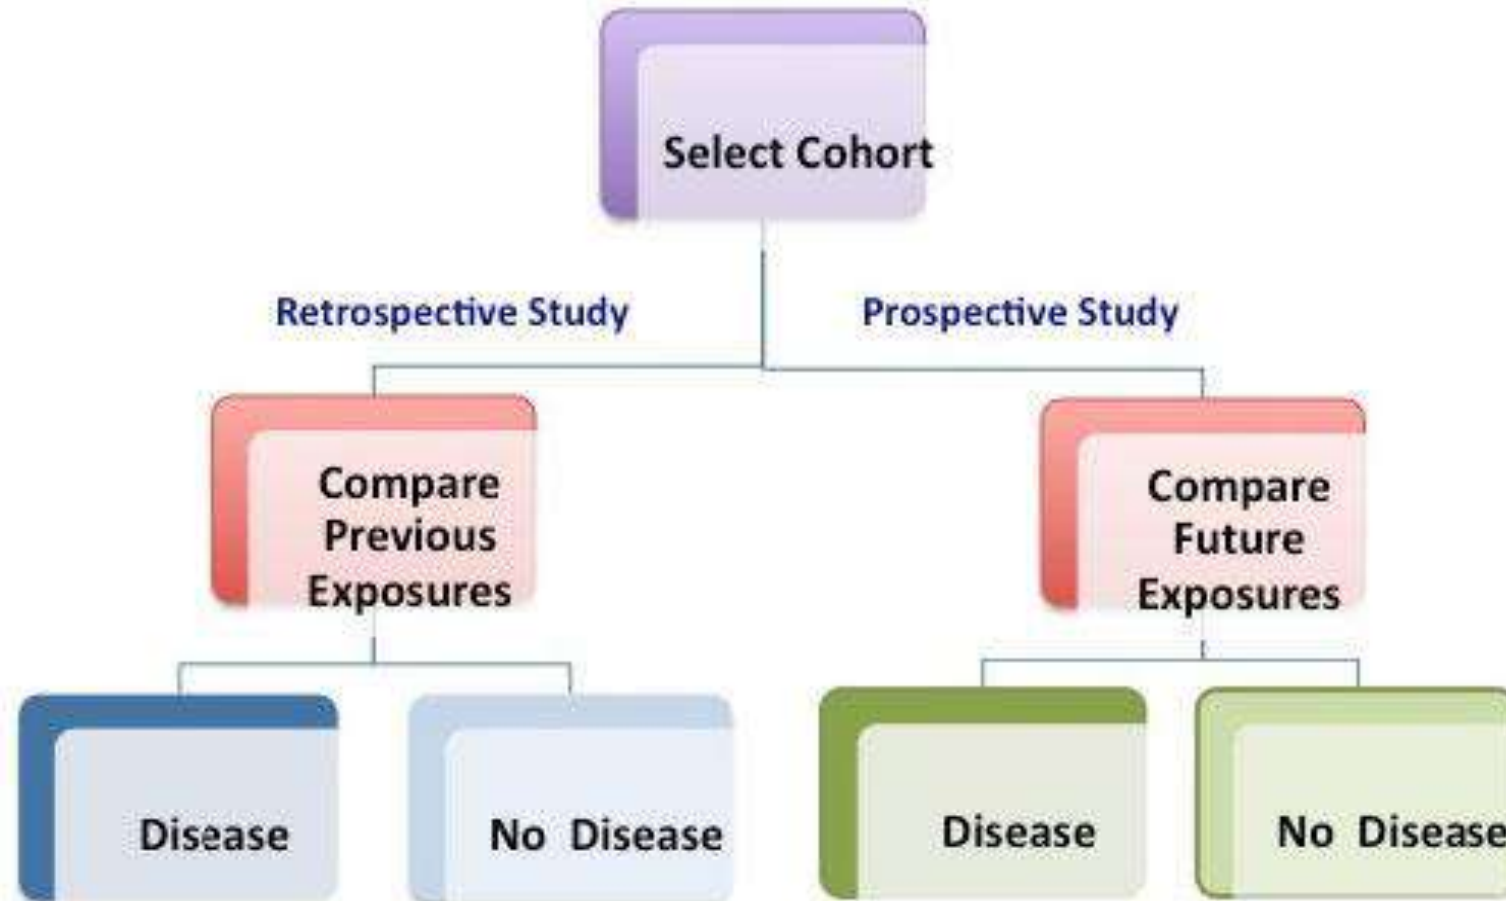 Select Cohort
Retrospective Study
Prospective Study
Compare
Previous
Exposures
Compare
Future
Exposures
Disease
No Disease
Disease
No Disease